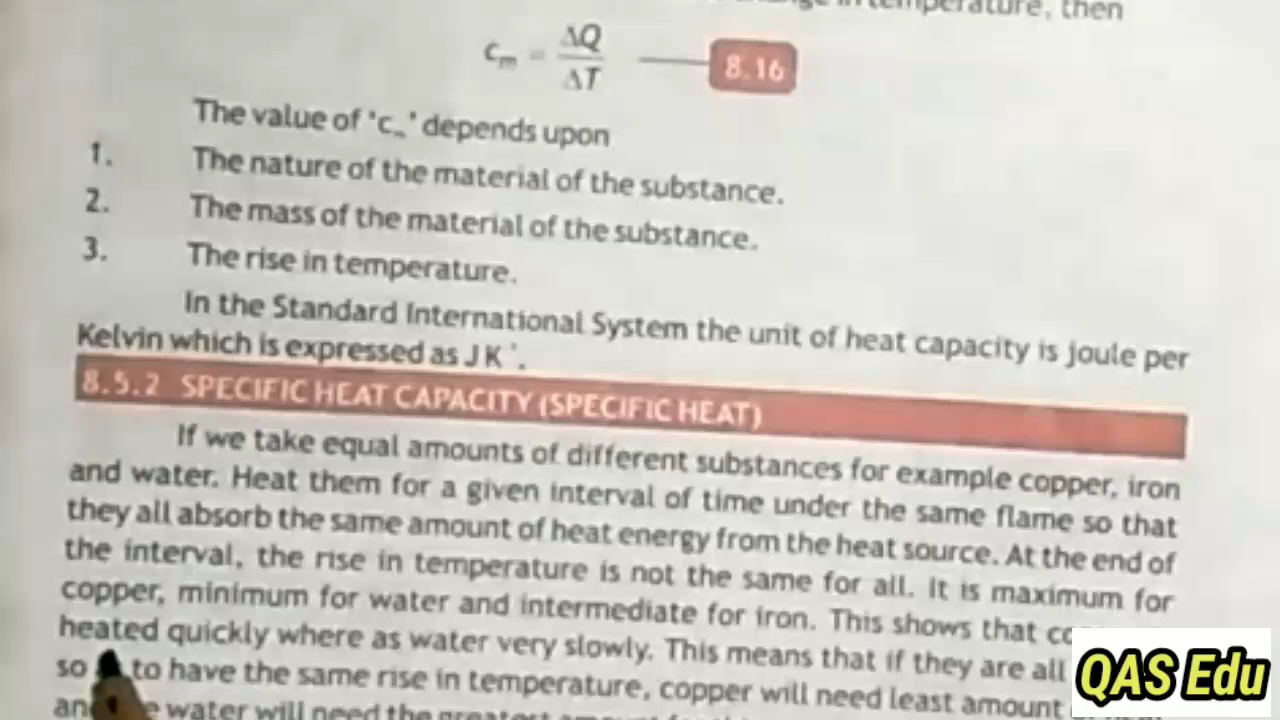 in temperature, then
cₘ = ΔQ/ΔT 8.16
The value of 'cₘ' depends upon
1. The nature of the material of the substance.
2. The mass of the material of the substance.
3. The rise in temperature.
In the Standard International System the unit of heat capacity is joule per
Kelvin which is expressed as J K
8.5.2 SPECIFIC HEAT CAPACITY (SPECIFIC HEAT)
If we take equal amounts of different substances for example copper, iron
and water. Heat them for a given interval of time under the same flame so that
they all absorb the same amount of heat energy from the heat source. At the end of
the interval, the rise in temperature is not the same for all. It is maximum for
copper, minimum for water and intermediate for iron. This shows that
heated quickly where as water very slowly. This means that if they are all
so to have the same rise in temperature, copper will need least amount
water will need the greatest amount
QAS Edu